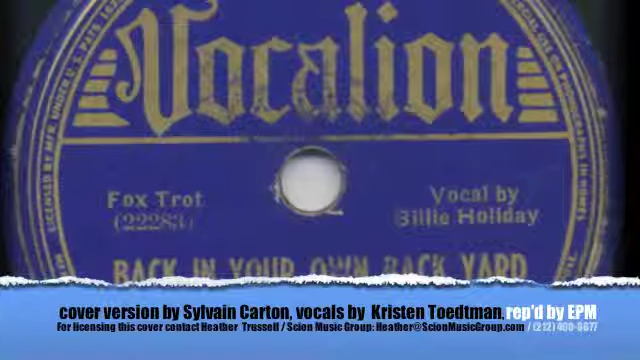 Vocalion
Fox Trot
(22283)
Vocal by
Billie Holiday
BACK IN YOUR OWN BACK YARD
cover version by Sylvain Carton, vocals by Kristen Toedtman, rep'd by EPM
For licensing this cover contact Heather Trussell / Scion Music Group: Heather@ScionMusicGroup.com / (212) 400-8677